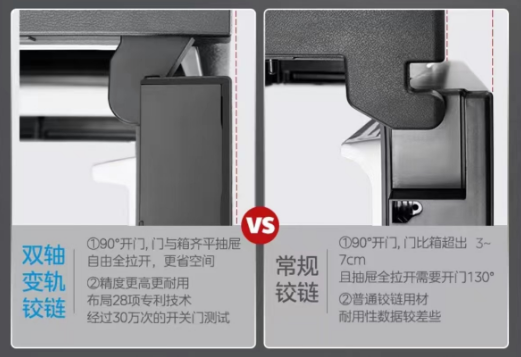 双轴
变轨
铰链
①90°开门, 门与箱齐平抽屉
自由全拉开，更省空间
②精度更高更耐用
布局28项专利技术
经过30万次的开关门测试
VS
常规
铰链
①90°开门, 门比箱超出 3~
7cm
且抽屉全拉开需要开门130°
②普通铰链用材
耐用性数据较差些